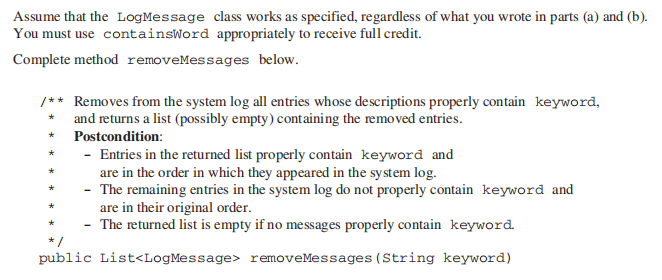 Assume that the LogMessage class works as specified, regardless of what you wrote in parts (a) and (b).
You must use containsWord appropriately to receive full credit.
Complete method removeMessages below.
/** Removes from the system log all entries whose descriptions properly contain keyword,
* and returns a list (possibly empty) containing the removed entries.
* Postcondition:
* - Entries in the returned list properly contain keyword and
* are in the order in which they appeared in the system log.
* - The remaining entries in the system log do not properly contain keyword and
* are in their original order.
* - The returned list is empty if no messages properly contain keyword.
*/
public List<LogMessage> removeMessages(String keyword)